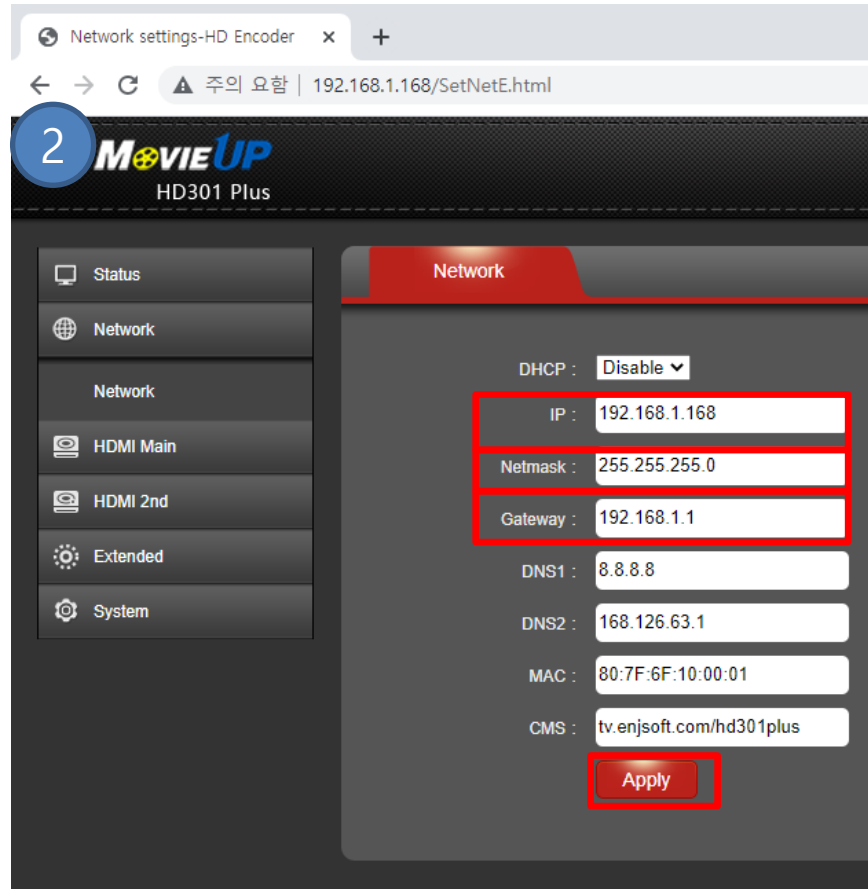 Network settings-HD Encoder
주의 요함 | 192.168.1.168/SetNetE.html
2
MOVIEUP
HD301 Plus
Status
Network
Network
HDMI Main
HDMI 2nd
Extended
System
Network
DHCP : Disable
IP : 192.168.1.168
Netmask : 255.255.255.0
Gateway : 192.168.1.1
DNS1 : 8.8.8.8
DNS2 : 168.126.63.1
MAC : 80:7F:6F:10:00:01
CMS : tv.enjsoft.com/hd301plus
Apply